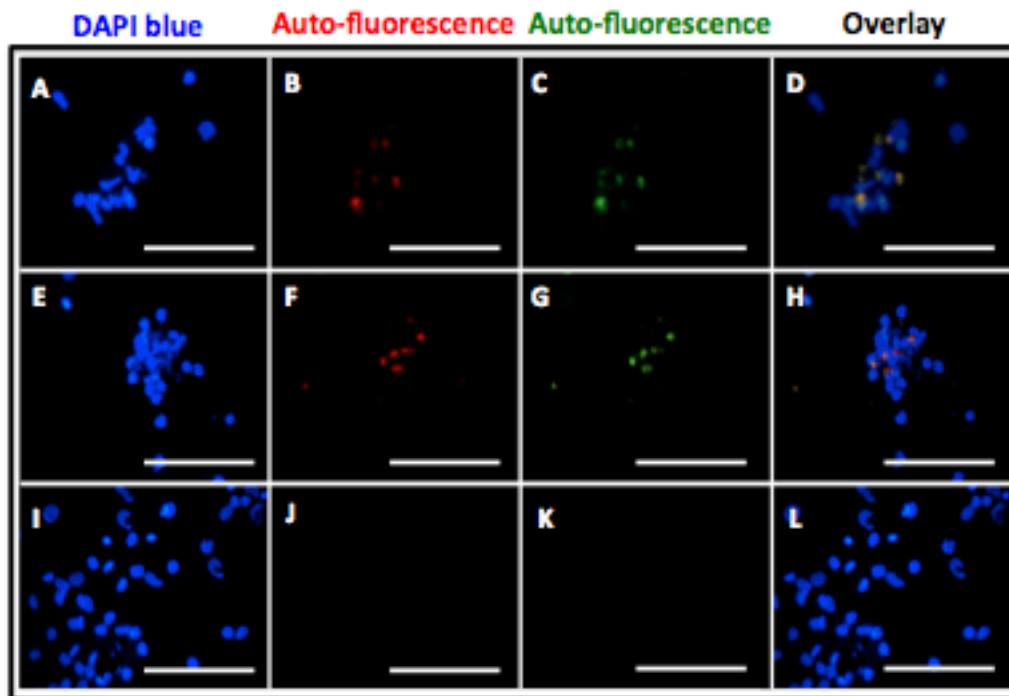 DAPI blue Auto-fluorescence Auto-fluorescence Overlay
A B C D
E F G H
I J K L